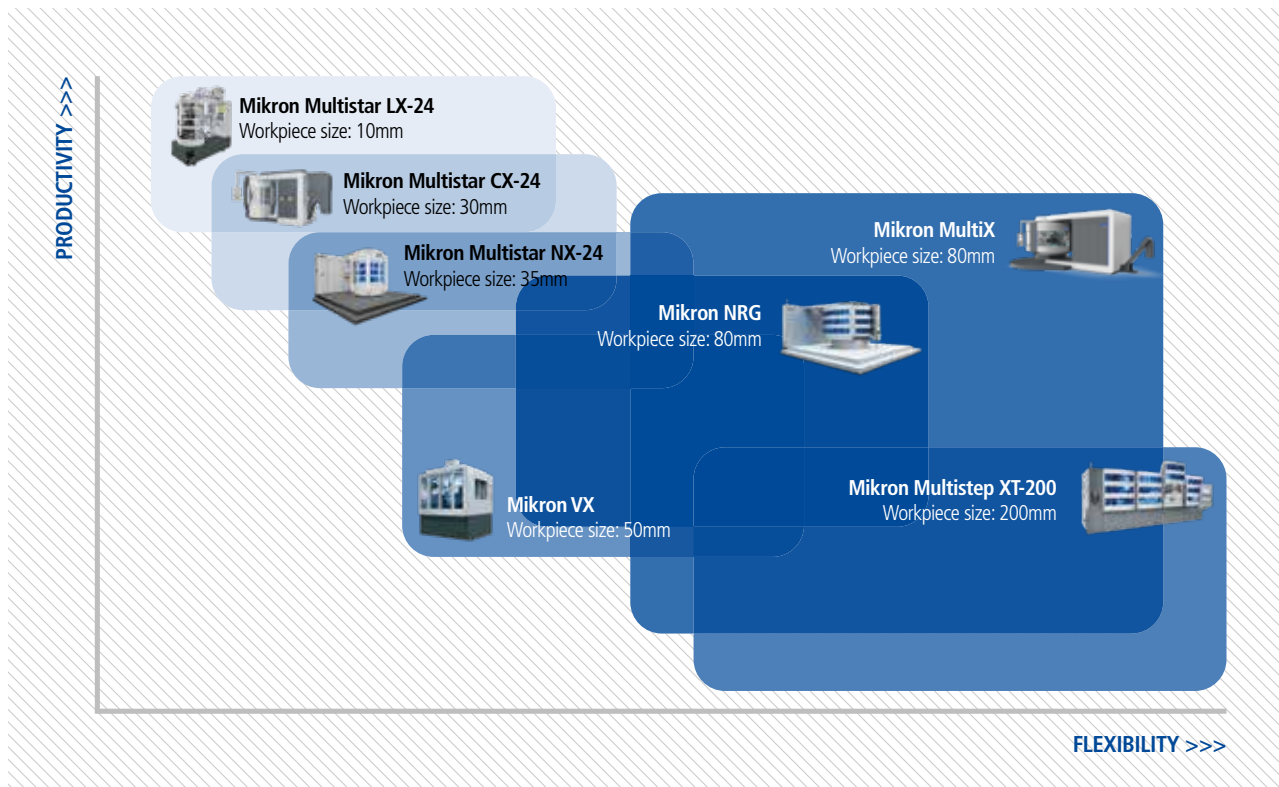 PRODUCTIVITY >>>
Mikron Multistar LX-24
Workpiece size: 10mm
Mikron Multistar CX-24
Workpiece size: 30mm
Mikron Multistar NX-24
Workpiece size: 35mm
Mikron MultiX
Workpiece size: 80mm
Mikron NRG
Workpiece size: 80mm
Mikron VX
Workpiece size: 50mm
Mikron Multistep XT-200
Workpiece size: 200mm
FLEXIBILITY >>>